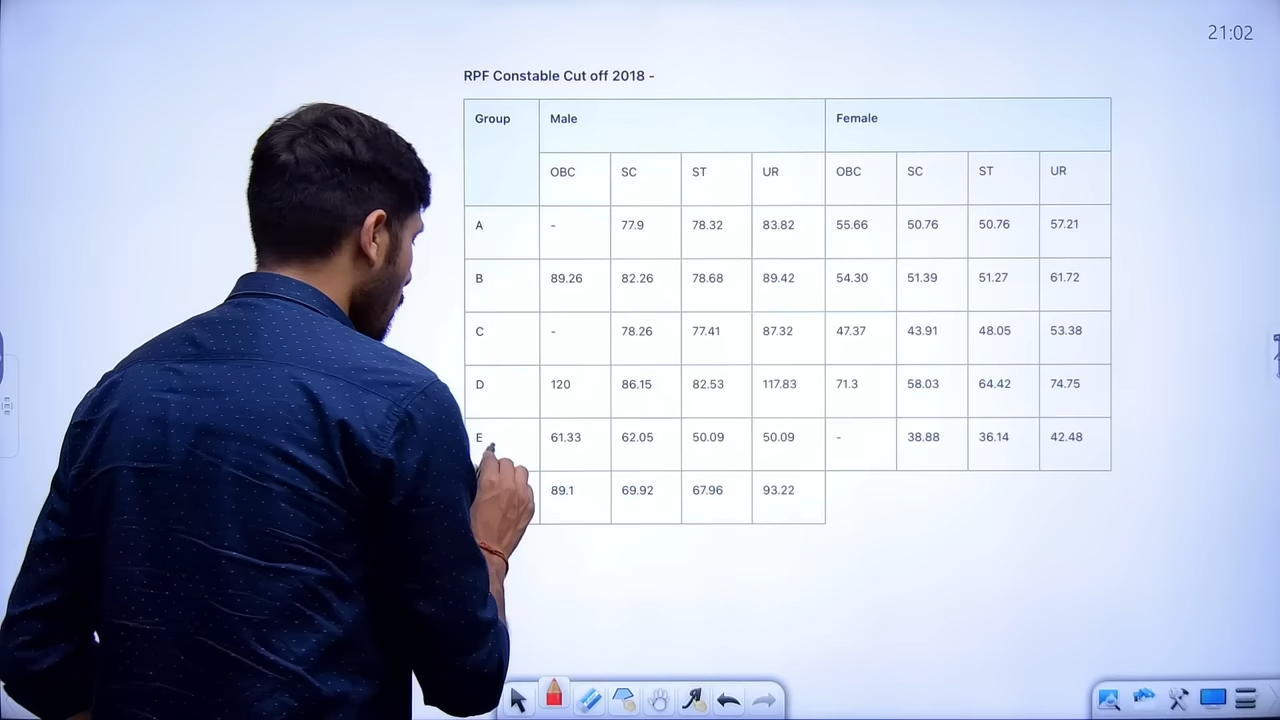 21:02
RPF Constable Cut off 2018 -
Group Male Female
OBC SC ST UR OBC SC ST UR
A - 77.9 78.32 83.82 55.66 50.76 50.76 57.21
B 89.26 82.26 78.68 89.42 54.30 51.39 51.27 61.72
C - 78.26 77.41 87.32 47.37 43.91 48.05 53.38
D 120 86.15 82.53 117.83 71.3 58.03 64.42 74.75
E 61.33 62.05 50.09 50.09 - 38.88 36.14 42.48
89.1 69.92 67.96 93.22